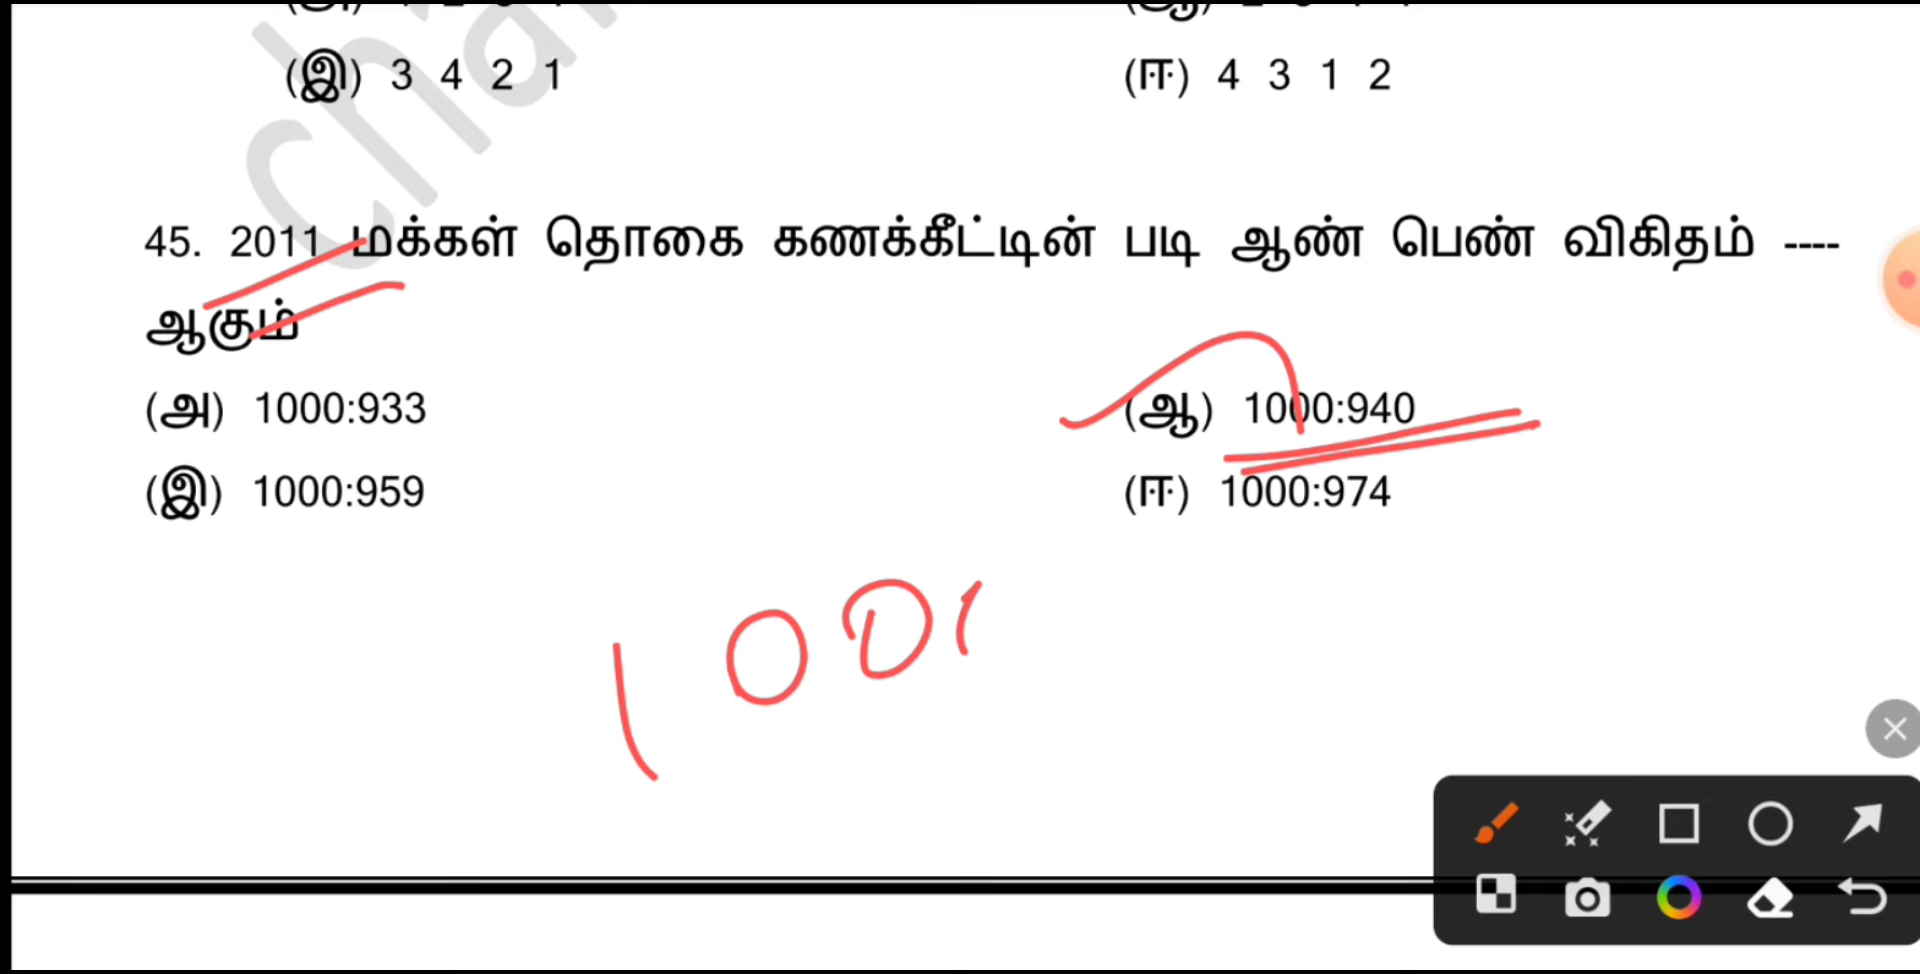 (இ) 3 4 2 1 (ஈ) 4 3 1 2
45. 2011 மக்கள் தொகை கணக்கீட்டின் படி ஆண் பெண் விகிதம் ----
ஆகும்
(அ) 1000:933 (ஆ) 1000:940
(இ) 1000:959 (ஈ) 1000:974